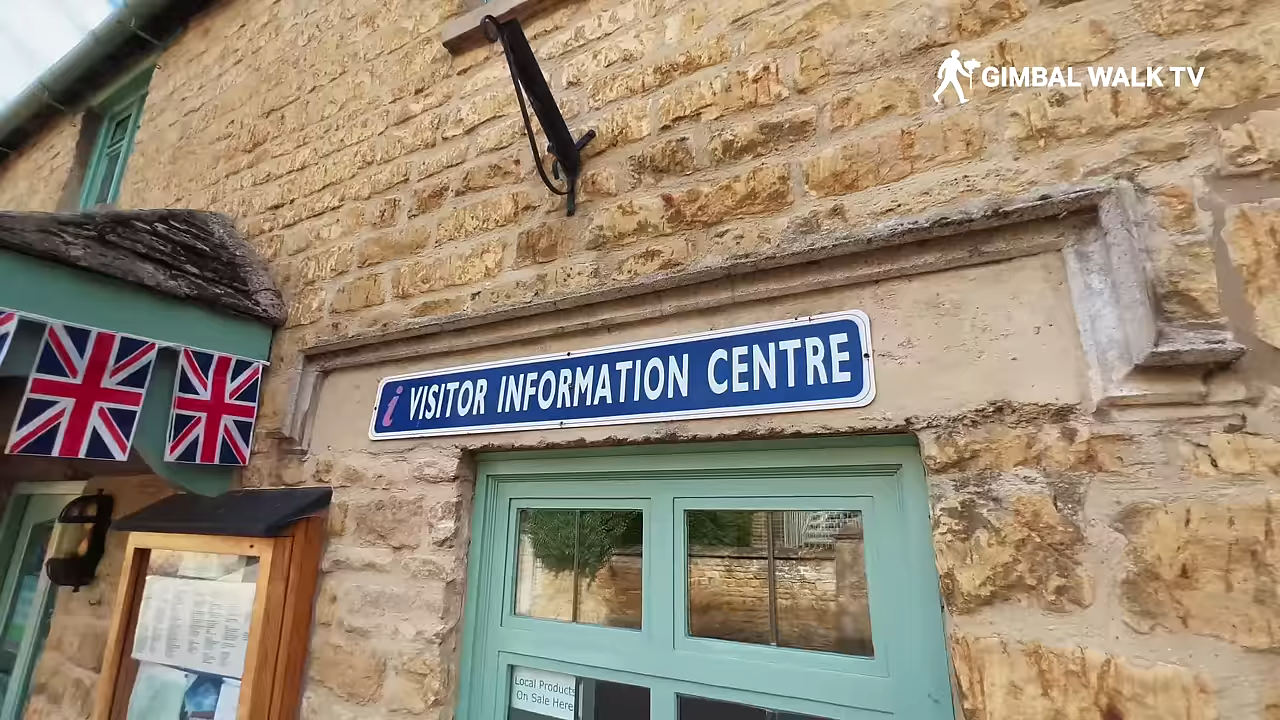 GIMBAL WALK TV
i VISITOR INFORMATION CENTRE
Local Products
On Sale Here